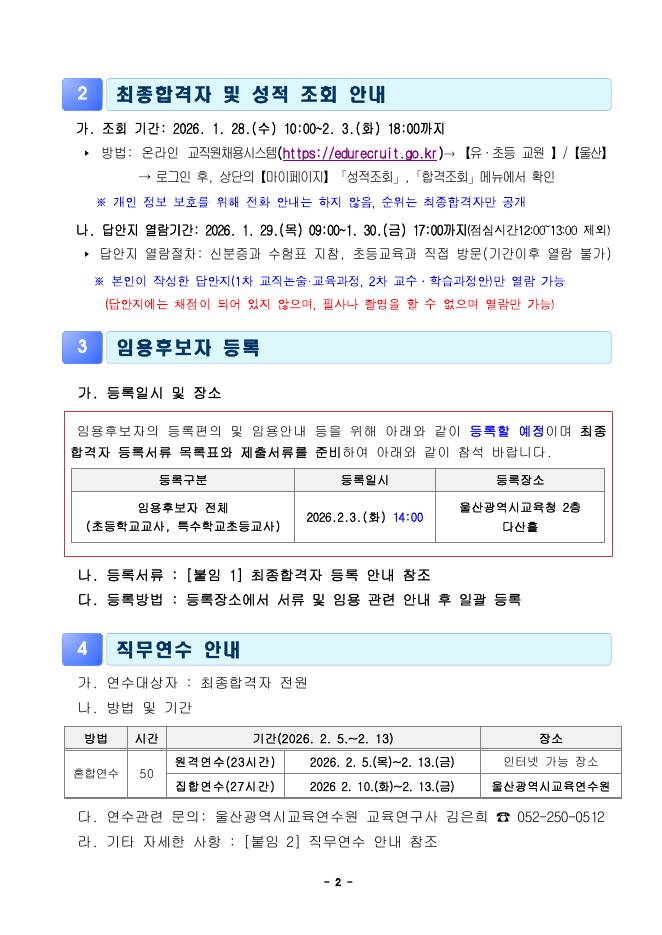 2 최종합격자 및 성적 조회 안내
가. 조회 기간: 2026. 1. 28.(수) 10:00~2. 3.(화) 18:00까지
‣ 방법: 온라인 교직원채용시스템(https://edurecruit.go.kr)→ 【유·초등 교원 】/【울산】
→ 로그인 후, 상단의【마이페이지】「성적조회」,「합격조회」메뉴에서 확인
※ 개인 정보 보호를 위해 전화 안내는 하지 않음, 순위는 최종합격자만 공개
나. 답안지 열람기간: 2026. 1. 29.(목) 09:00~1. 30.(금) 17:00까지(점심시간12:00~13:00 제외)
‣ 답안지 열람절차: 신분증과 수험표 지참, 초등교육과 직접 방문(기간이후 열람 불가)
※ 본인이 작성한 답안지(1차 교직논술·교육과정, 2차 교수·학습과정안)만 열람 가능
(답안지에는 채점이 되어 있지 않으며, 필사나 촬영을 할 수 없으며 열람만 가능)
3 임용후보자 등록
가. 등록일시 및 장소
임용후보자의 등록편의 및 임용안내 등을 위해 아래와 같이 등록할 예정이며 최종
합격자 등록서류 목록표와 제출서류를 준비하여 아래와 같이 참석 바랍니다.
등록구분 등록일시 등록장소
임용후보자 전체 울산광역시교육청 2층
2026.2.3.(화) 14:00
(초등학교교사, 특수학교초등교사) 다산홀
나. 등록서류 : [붙임 1] 최종합격자 등록 안내 참조
다. 등록방법 : 등록장소에서 서류 및 임용 관련 안내 후 일괄 등록
4 직무연수 안내
가. 연수대상자 : 최종합격자 전원
나. 방법 및 기간
방법 시간 기간(2026. 2. 5.~2. 13) 장소
원격연수(23시간) 2026. 2. 5.(목)~2. 13.(금) 인터넷 가능 장소
혼합연수 50
집합연수(27시간) 2026 2. 10.(화)~2. 13.(금) 울산광역시교육연수원
다. 연수관련 문의: 울산광역시교육연수원 교육연구사 김은희 ☎ 052-250-0512
라. 기타 자세한 사항 : [붙임 2] 직무연수 안내 참조
- 2 -